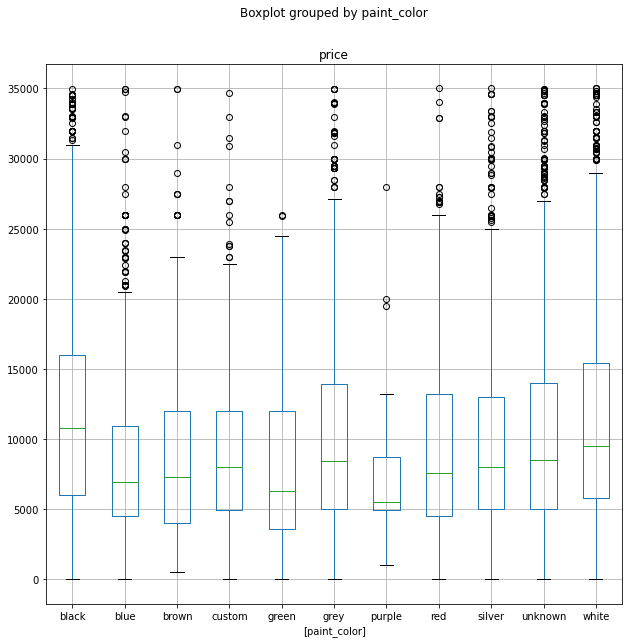 Boxplot grouped by paint_color
price
35000
30000
25000
20000
15000
10000
5000
0
black blue brown custom green grey purple red silver unknown white
[paint_color]